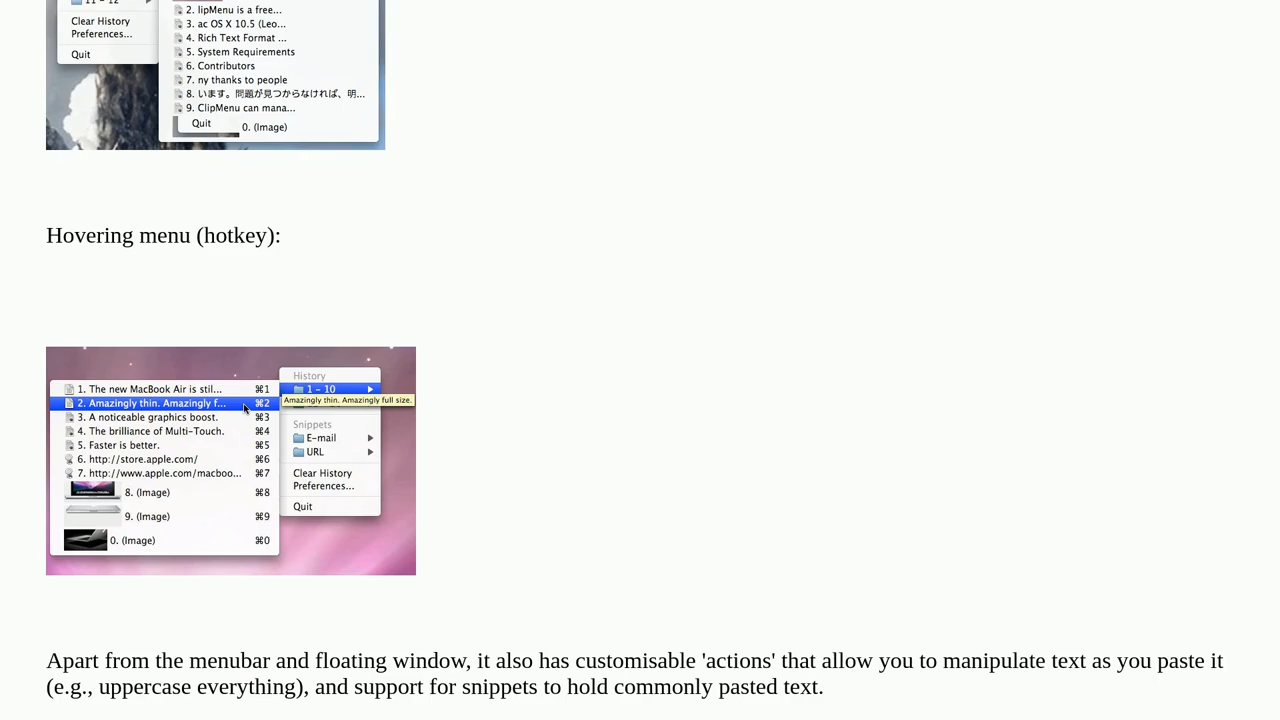 11 - 12
Clear History
Preferences...
Quit
2. lipMenu is a free...
3. ac OS X 10.5 (Leo...
4. Rich Text Format ...
5. System Requirements
6. Contributors
7. ny thanks to people
8. います。問題が見つからなければ、明...
9. ClipMenu can mana...
Quit
0. (Image)
Hovering menu (hotkey):
1. The new MacBook Air is stil... ⌘1
2. Amazingly thin. Amazingly f... ⌘2
3. A noticeable graphics boost. ⌘3
4. The brilliance of Multi-Touch. ⌘4
5. Faster is better. ⌘5
6. http://store.apple.com/ ⌘6
7. http://www.apple.com/macboo... ⌘7
8. (Image) ⌘8
9. (Image) ⌘9
0. (Image) ⌘0
History
1 - 10
Amazingly thin. Amazingly full size.
Snippets
E-mail
URL
Clear History
Preferences...
Quit
Apart from the menubar and floating window, it also has customisable 'actions' that allow you to manipulate text as you paste it
(e.g., uppercase everything), and support for snippets to hold commonly pasted text.